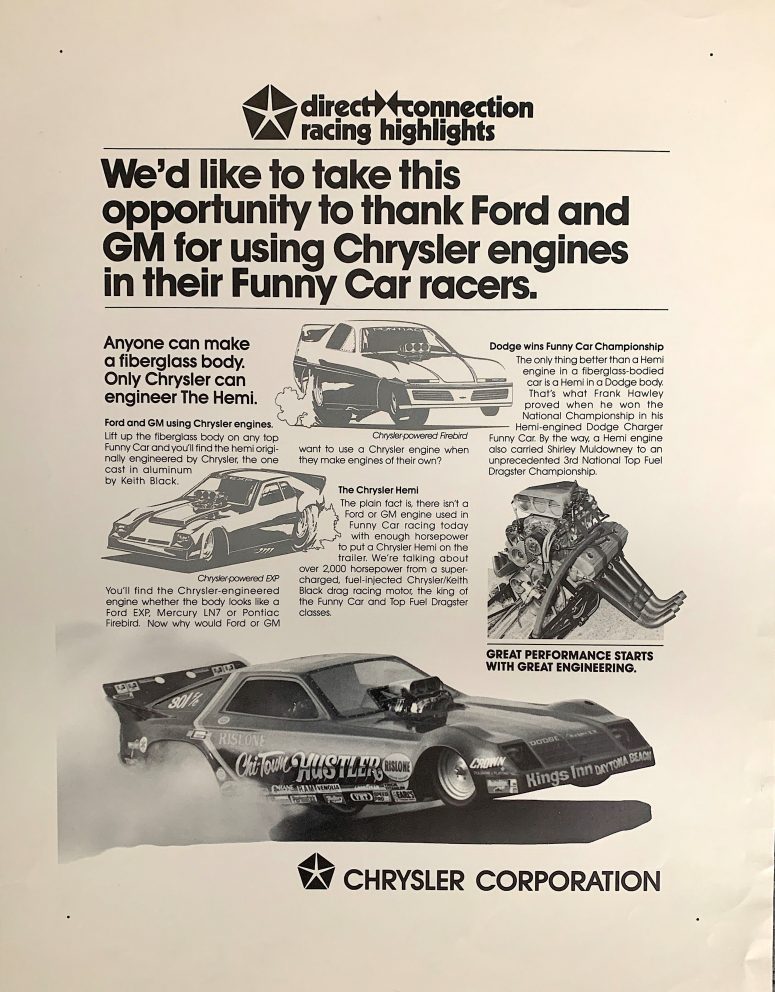 direct connection
racing highlights
We'd like to take this
opportunity to thank Ford and
GM for using Chrysler engines
in their Funny Car racers.
Anyone can make
a fiberglass body.
Only Chrysler can
engineer The Hemi.
Ford and GM using Chrysler engines.
Lift up the fiberglass body on any top
Funny Car and you'll find the hemi origi-
nally engineered by Chrysler, the one
cast in aluminum
by Keith Black.
Chrysler-powered EXP
You'll find the Chrysler-engineered
engine whether the body looks like a
Ford EXP, Mercury LN7 or Pontiac
Firebird. Now why would Ford or GM
PONTIAC
Chrysler-powered Firebird
want to use a Chrysler engine when
they make engines of their own?
The Chrysler Hemi
The plain fact is, there isn't a
Ford or GM engine used in
Funny Car racing today
with enough horsepower
to put a Chrysler Hemi on the
trailer. We're talking about
over 2,000 horsepower from a super-
charged, fuel-injected Chrysler/Keith
Black drag racing motor, the king of
the Funny Car and Top Fuel Dragster
classes.
Dodge wins Funny Car Championship
The only thing better than a Hemi
engine in a fiberglass-bodied
car is a Hemi in a Dodge body.
That's what Frank Hawley
proved when he won the
National Championship in his
Hemi-engined Dodge Charger
Funny Car. By the way, a Hemi engine
also carried Shirley Muldowney to an
unprecedented 3rd National Top Fuel
Dragster Championship.
GREAT PERFORMANCE STARTS
WITH GREAT ENGINEERING.
301 F/C
RISLONE
Chi-Town HUSTLER
RISLONE
CROWN
DODGE
Kings Inn DAYTONA BEACH
CRANE
VENOLIA
EARL'S
CHRYSLER CORPORATION